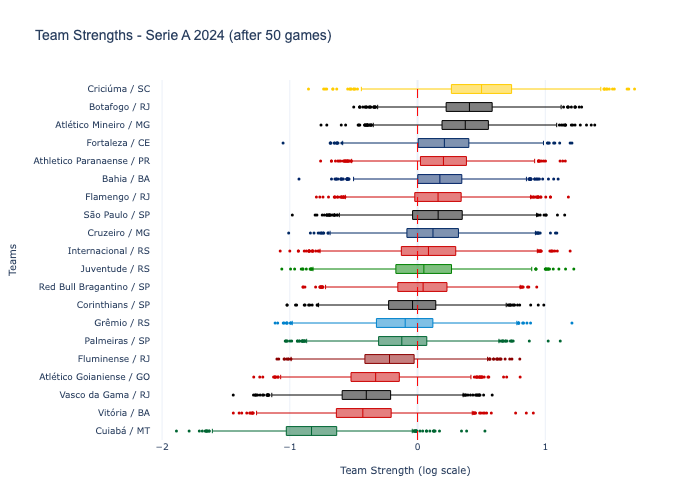 Team Strengths - Serie A 2024 (after 50 games)
Criciúma / SC
Botafogo / RJ
Atlético Mineiro / MG
Fortaleza / CE
Athletico Paranaense / PR
Bahia / BA
Flamengo / RJ
São Paulo / SP
Cruzeiro / MG
Internacional / RS
Juventude / RS
Red Bull Bragantino / SP
Corinthians / SP
Grêmio / RS
Palmeiras / SP
Fluminense / RJ
Atlético Goianiense / GO
Vasco da Gama / RJ
Vitória / BA
Cuiabá / MT
Teams
−2 −1 0 1
Team Strength (log scale)